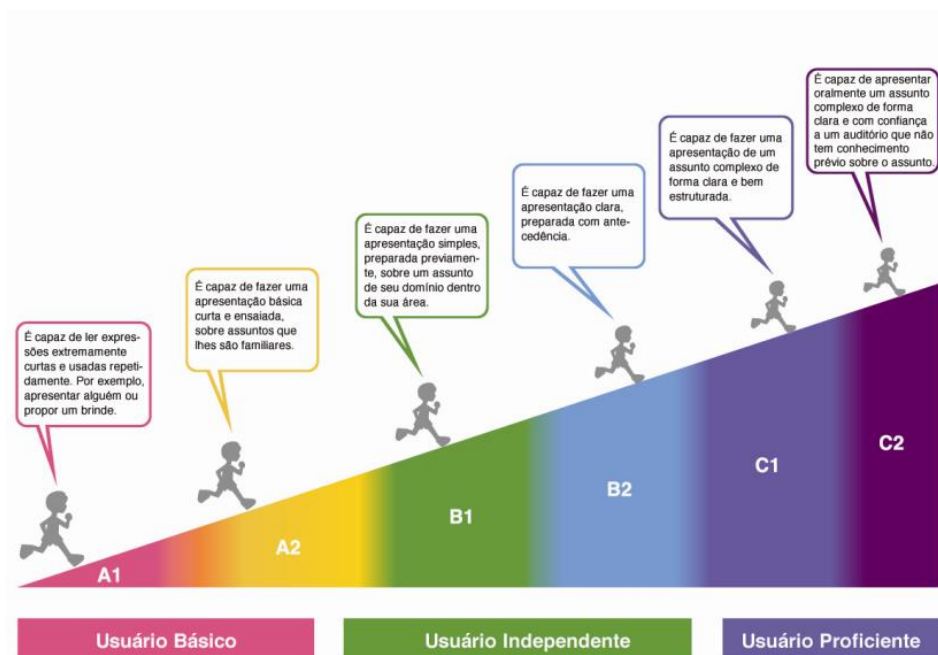 É capaz de ler expres-
sões extremamente
curtas e usadas repeti-
damente. Por exemplo,
apresentar alguém ou
propor um brinde.
É capaz de fazer uma
apresentação básica
curta e ensaiada,
sobre assuntos que
lhes são familiares.
É capaz de fazer uma
apresentação simples,
preparada previamen-
te, sobre um assunto
de seu domínio dentro
da sua área.
É capaz de fazer uma
apresentação clara,
preparada com ante-
cedência.
É capaz de fazer uma
apresentação de um
assunto complexo de
forma clara e bem
estruturada.
É capaz de apresentar
oralmente um assunto
complexo de forma
clara e com confiança
a um auditório que não
tem conhecimento
prévio sobre o assunto.
A1
A2
B1
B2
C1
C2
Usuário Básico
Usuário Independente
Usuário Proficiente